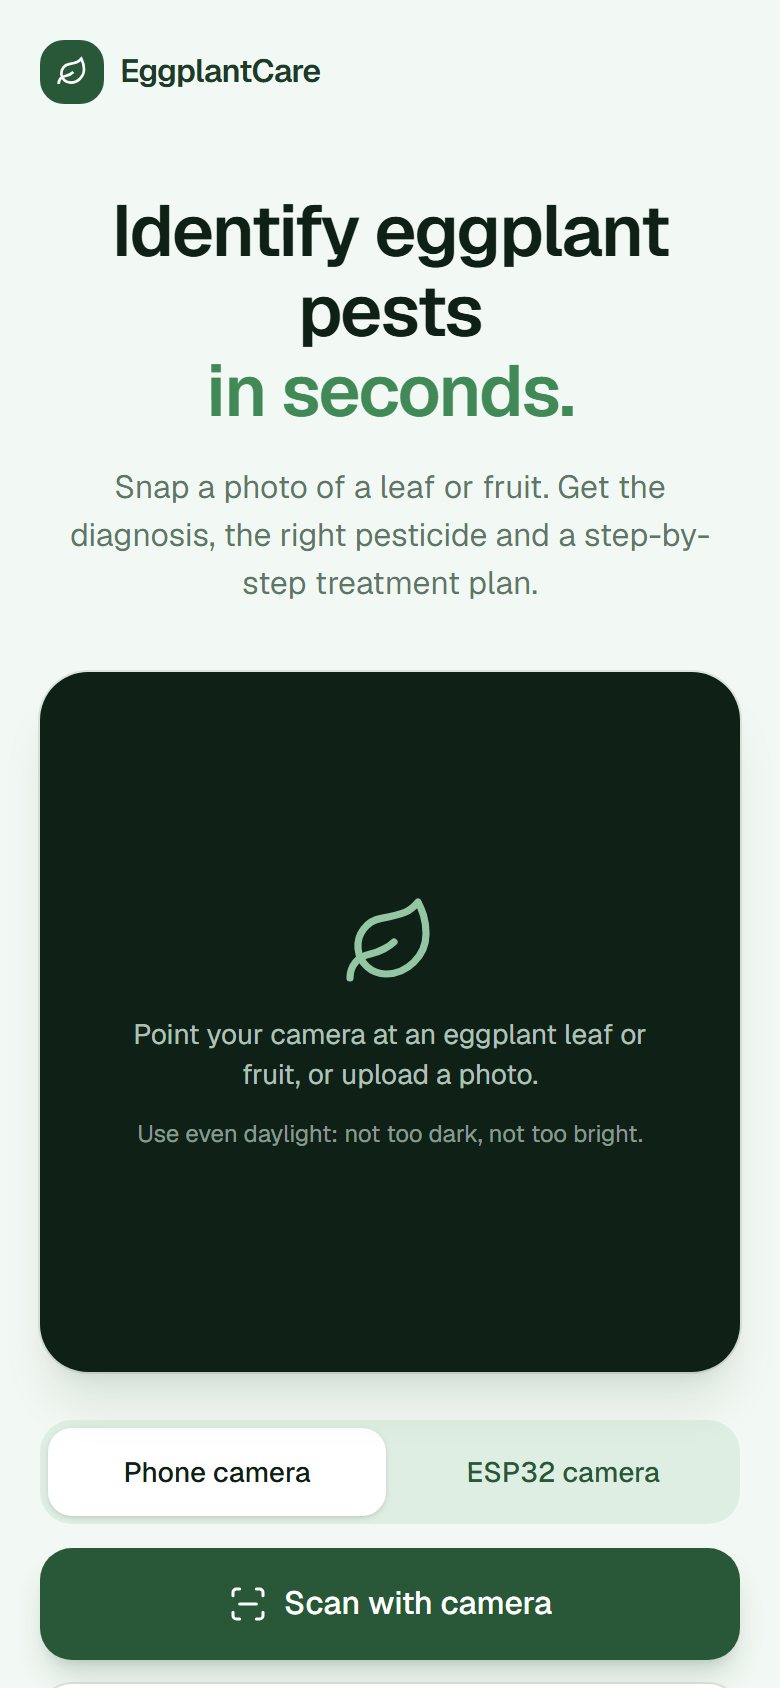 EggplantCare
Identify eggplant
pests
in seconds.
Snap a photo of a leaf or fruit. Get the
diagnosis, the right pesticide and a step-by-
step treatment plan.
Point your camera at an eggplant leaf or
fruit, or upload a photo.
Use even daylight: not too dark, not too bright.
Phone camera
ESP32 camera
Scan with camera